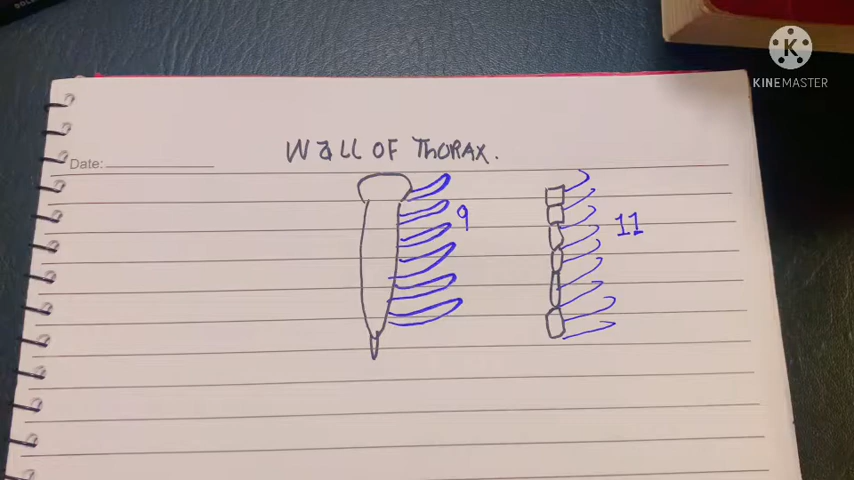 KINEMASTER
WALL OF THORAX.
Date:
9
11